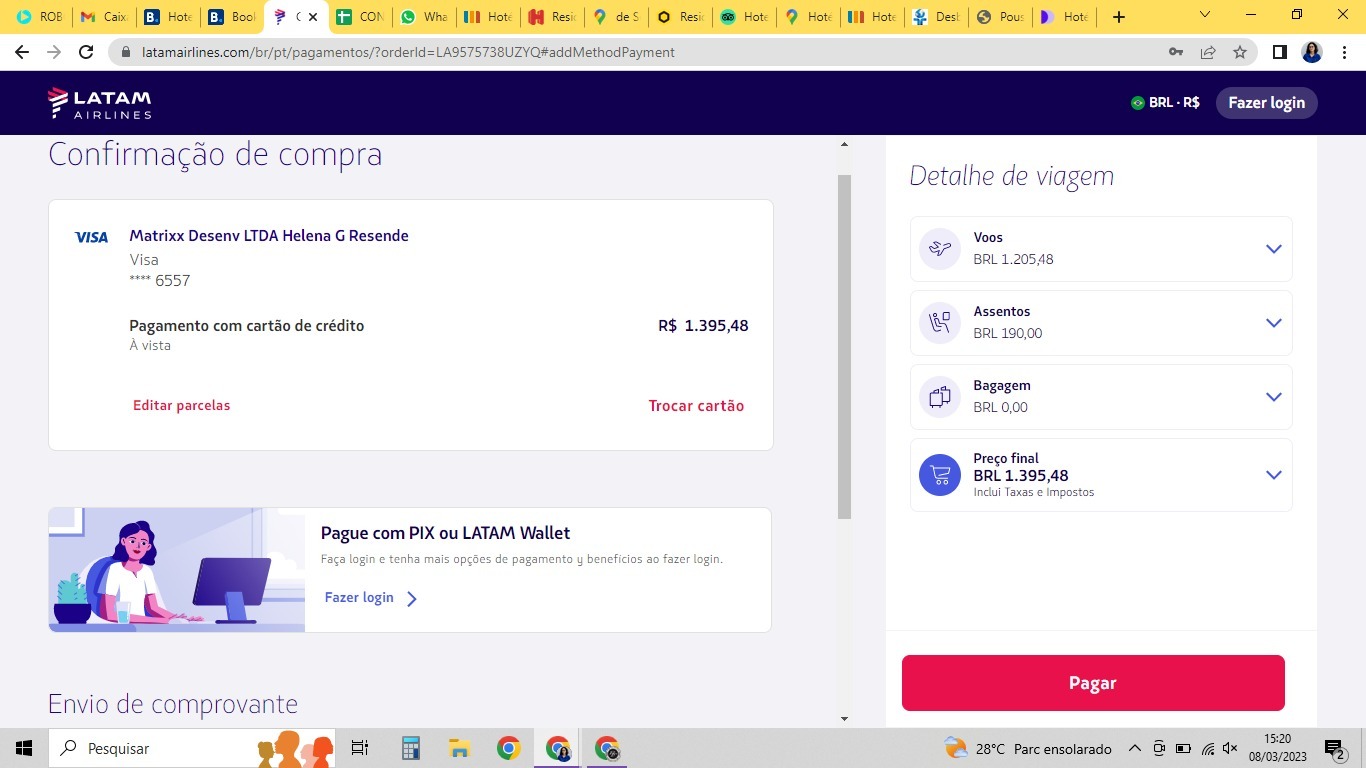 ROB
Caixa
Hote
Book
C
CON
Wha
Hote
Resi
de S
Resi
Hote
Hote
Hote
Desb
Pous
Hote
latamairlines.com/br/pt/pagamentos/?orderId=LA9575738UZYQ#addMethodPayment
LATAM
AIRLINES
BRL · R$
Fazer login
Confirmação de compra
VISA
Matrixx Desenv LTDA Helena G Resende
Visa
**** 6557
Pagamento com cartão de crédito
R$ 1.395,48
À vista
Editar parcelas
Trocar cartão
Pague com PIX ou LATAM Wallet
Faça login e tenha mais opções de pagamento y benefícios ao fazer login.
Fazer login
Envio de comprovante
Detalhe de viagem
Voos
BRL 1.205,48
Assentos
BRL 190,00
Bagagem
BRL 0,00
Preço final
BRL 1.395,48
Inclui Taxas e Impostos
Pagar
Pesquisar
28°C Parc ensolarado
15:20
08/03/2023
2